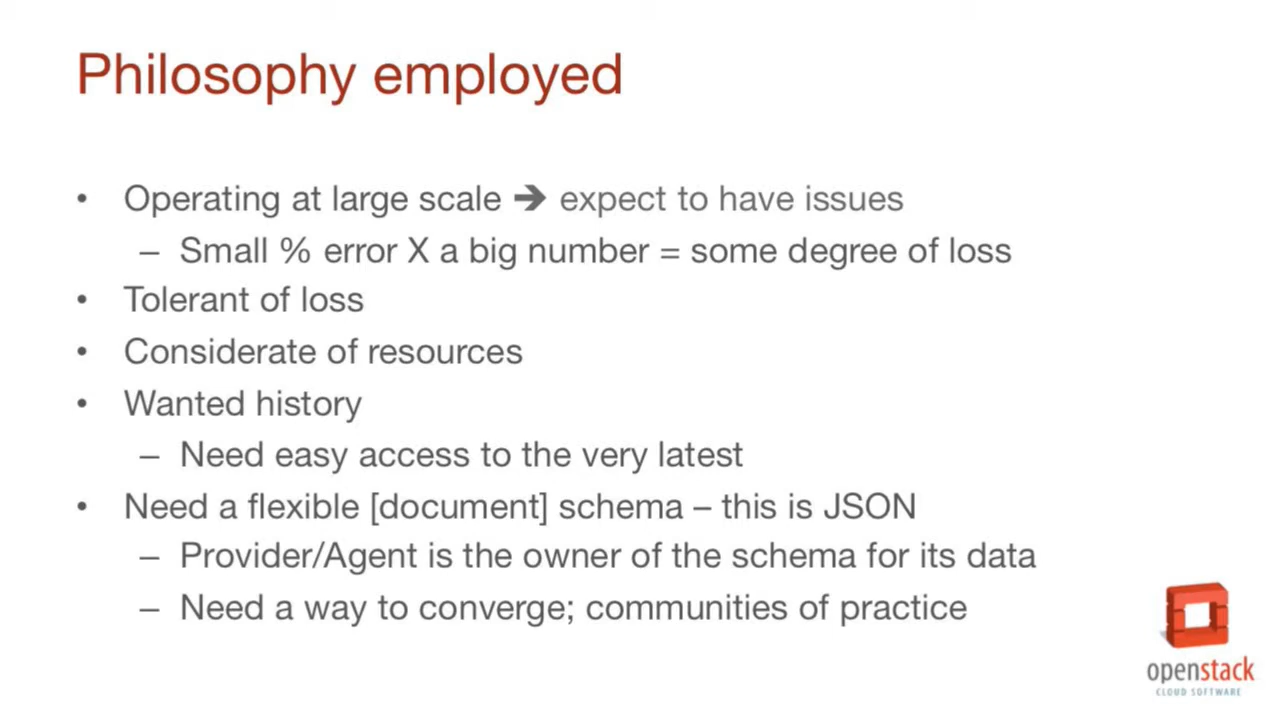 Philosophy employed
• Operating at large scale ➔ expect to have issues
– Small % error X a big number = some degree of loss
• Tolerant of loss
• Considerate of resources
• Wanted history
– Need easy access to the very latest
• Need a flexible [document] schema – this is JSON
– Provider/Agent is the owner of the schema for its data
– Need a way to converge; communities of practice
openstack
CLOUD SOFTWARE